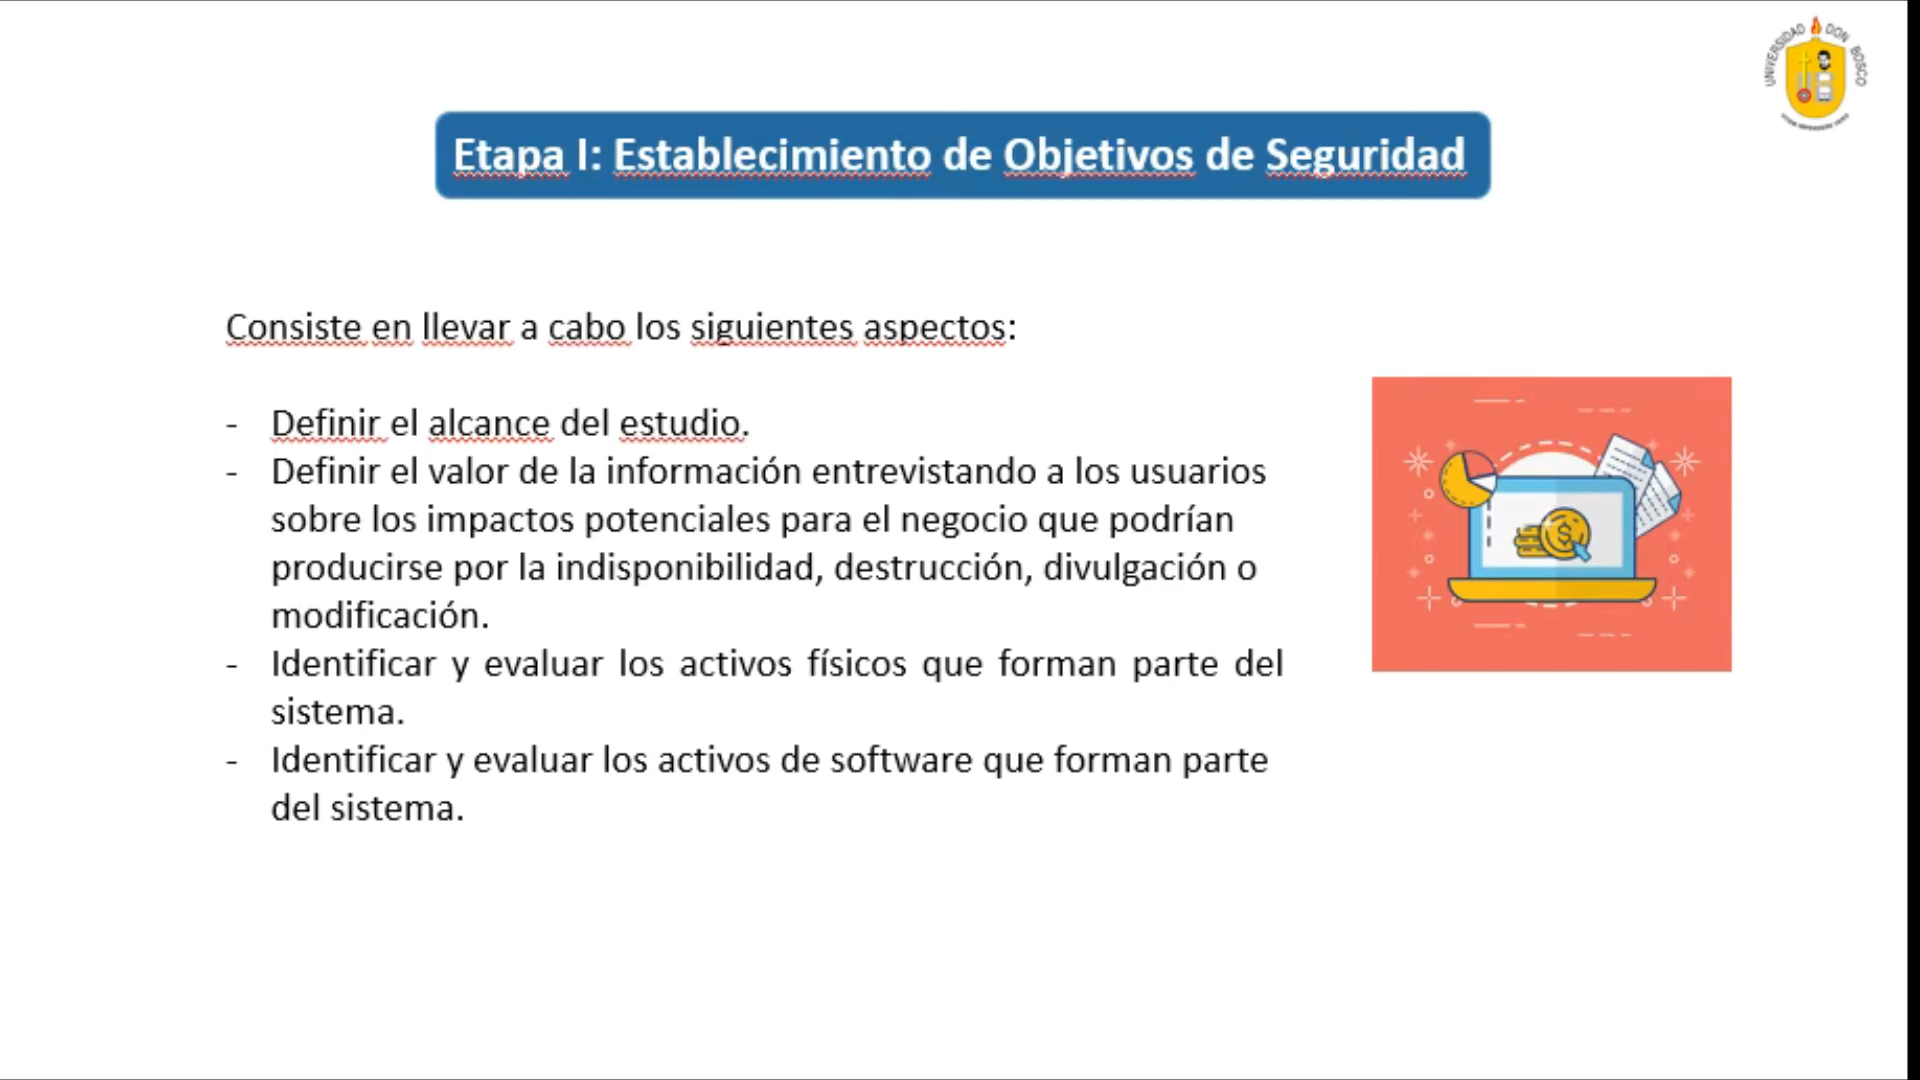 UNIVERSIDAD DON BOSCO
Etapa I: Establecimiento de Objetivos de Seguridad
Consiste en llevar a cabo los siguientes aspectos:
- Definir el alcance del estudio.
- Definir el valor de la información entrevistando a los usuarios
sobre los impactos potenciales para el negocio que podrían
producirse por la indisponibilidad, destrucción, divulgación o
modificación.
- Identificar y evaluar los activos físicos que forman parte del
sistema.
- Identificar y evaluar los activos de software que forman parte
del sistema.
$